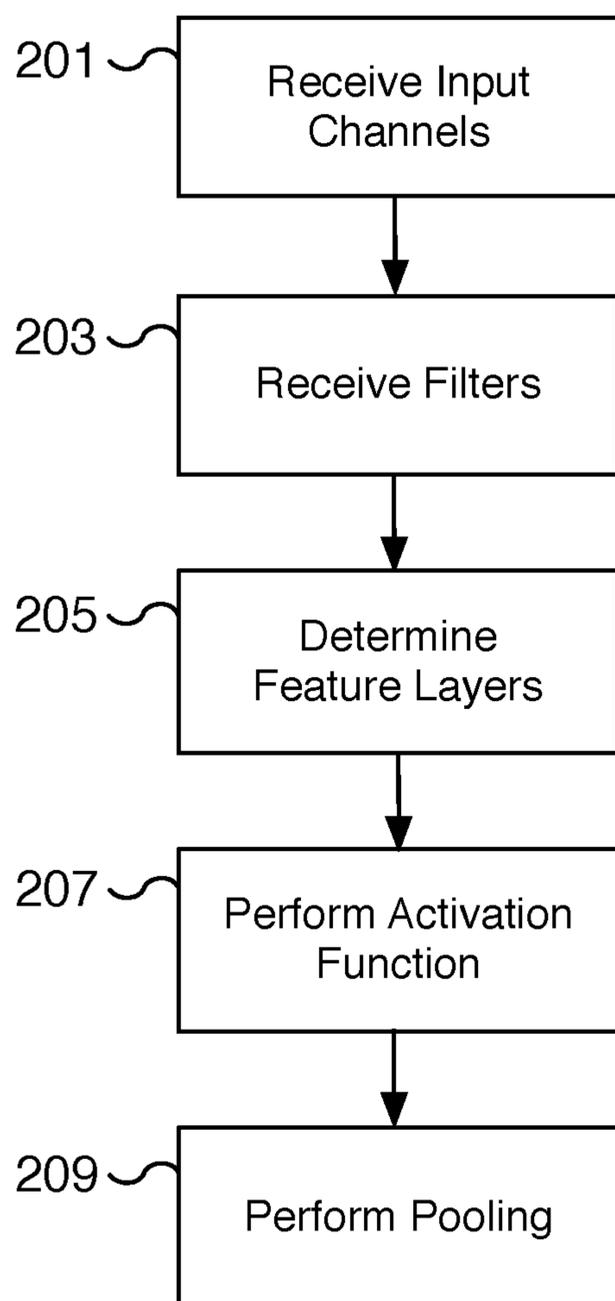 201
Receive Input
Channels
203
Receive Filters
205
Determine
Feature Layers
207
Perform Activation
Function
209
Perform Pooling